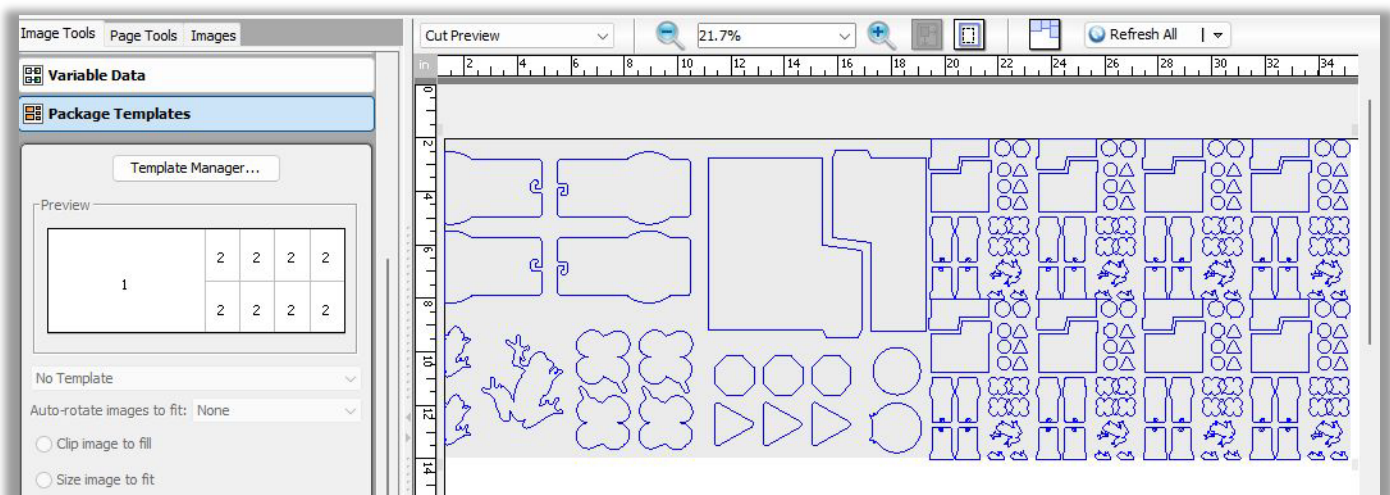 Image Tools Page Tools Images
Cut Preview 21.7% Refresh All
Variable Data
Package Templates
Template Manager...
Preview
1
2 2 2 2
2 2 2 2
No Template
Auto-rotate images to fit: None
Clip image to fill
Size image to fit
in 2 4 6 8 10 12 14 16 18 20 22 24 26 28 30 32 34
0
2
4
6
8
10
12
14